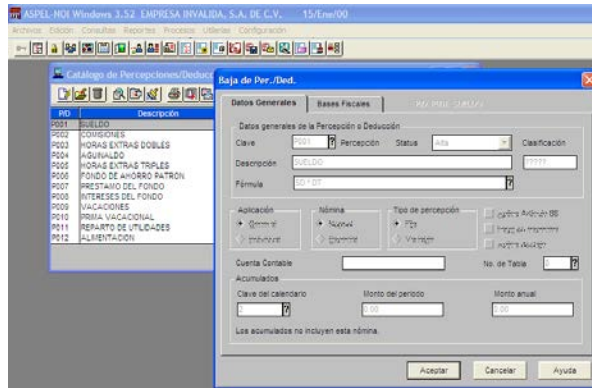 ASPEL-NOI Windows 3.52 EMPRESA INVALIDA, S.A. DE C.V. 15/Ene/00
Archivos Edición Consultas Reportes Procesos Utilerías Configuración
Catálogo de Percepciones/Deducc
P/D Descripción
P001 SUELDO
P002 COMISIONES
P003 HORAS EXTRAS DOBLES
P004 AGUINALDO
P005 HORAS EXTRAS TRIPLES
P006 FONDO DE AHORRO PATRON
P007 PRESTAMO DEL FONDO
P008 INTERESES DEL FONDO
P009 VACACIONES
P010 PRIMA VACACIONAL
P011 REPARTO DE UTILIDADES
P012 ALIMENTACION
Baja de Per./Ded.
Datos Generales Bases Fiscales
Datos generales de la Percepción o Deducción
Clave P001 ? Percepción Status Alta Clasificación
Descripción SUELDO ?????
Fórmula SD * DT ?
Aplicación Nómina Tipo de percepción
General Normal Fija
Individual Especial Variable
Cuenta Contable No. de Tabla ?
Acumulados
Clave del calendario Monto del periodo Monto anual
2 ? 0.00 0.00
Los acumulados no incluyen esta nómina.
Aceptar Cancelar Ayuda